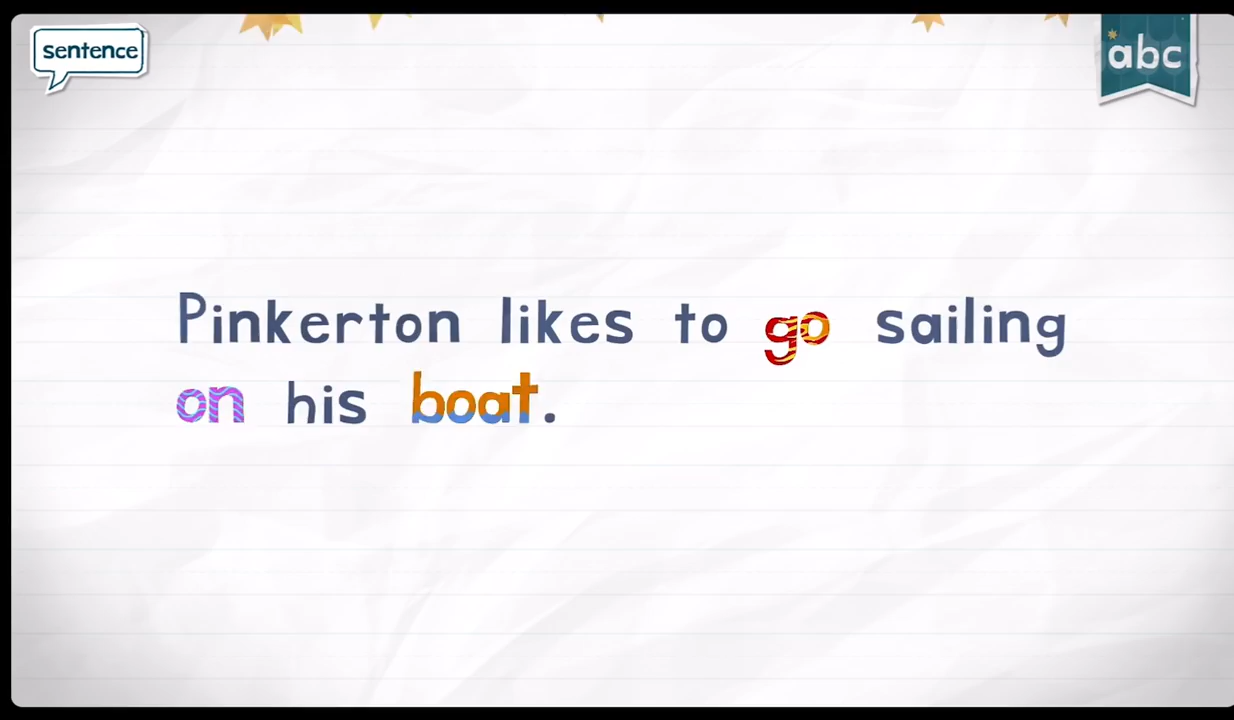 sentence
abc
Pinkerton likes to go sailing
on his boat.